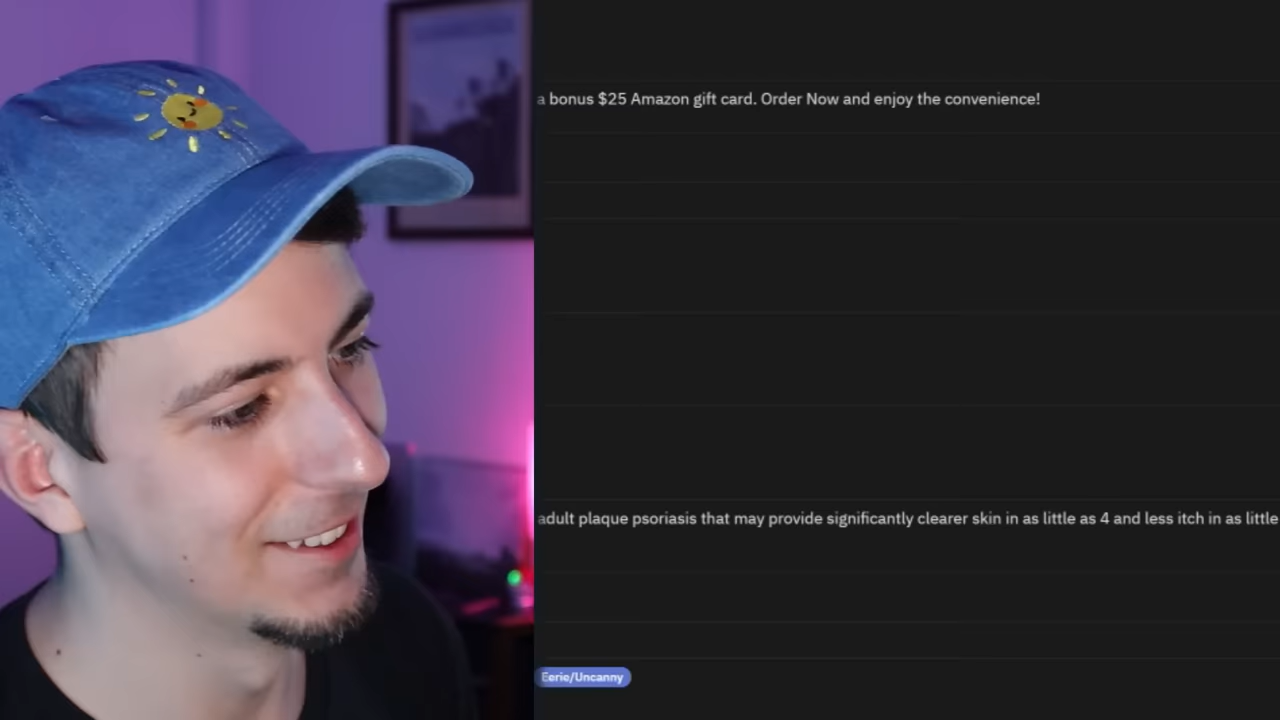 a bonus $25 Amazon gift card. Order Now and enjoy the convenience!
adult plaque psoriasis that may provide significantly clearer skin in as little as 4 and less itch in as little
Eerie/Uncanny